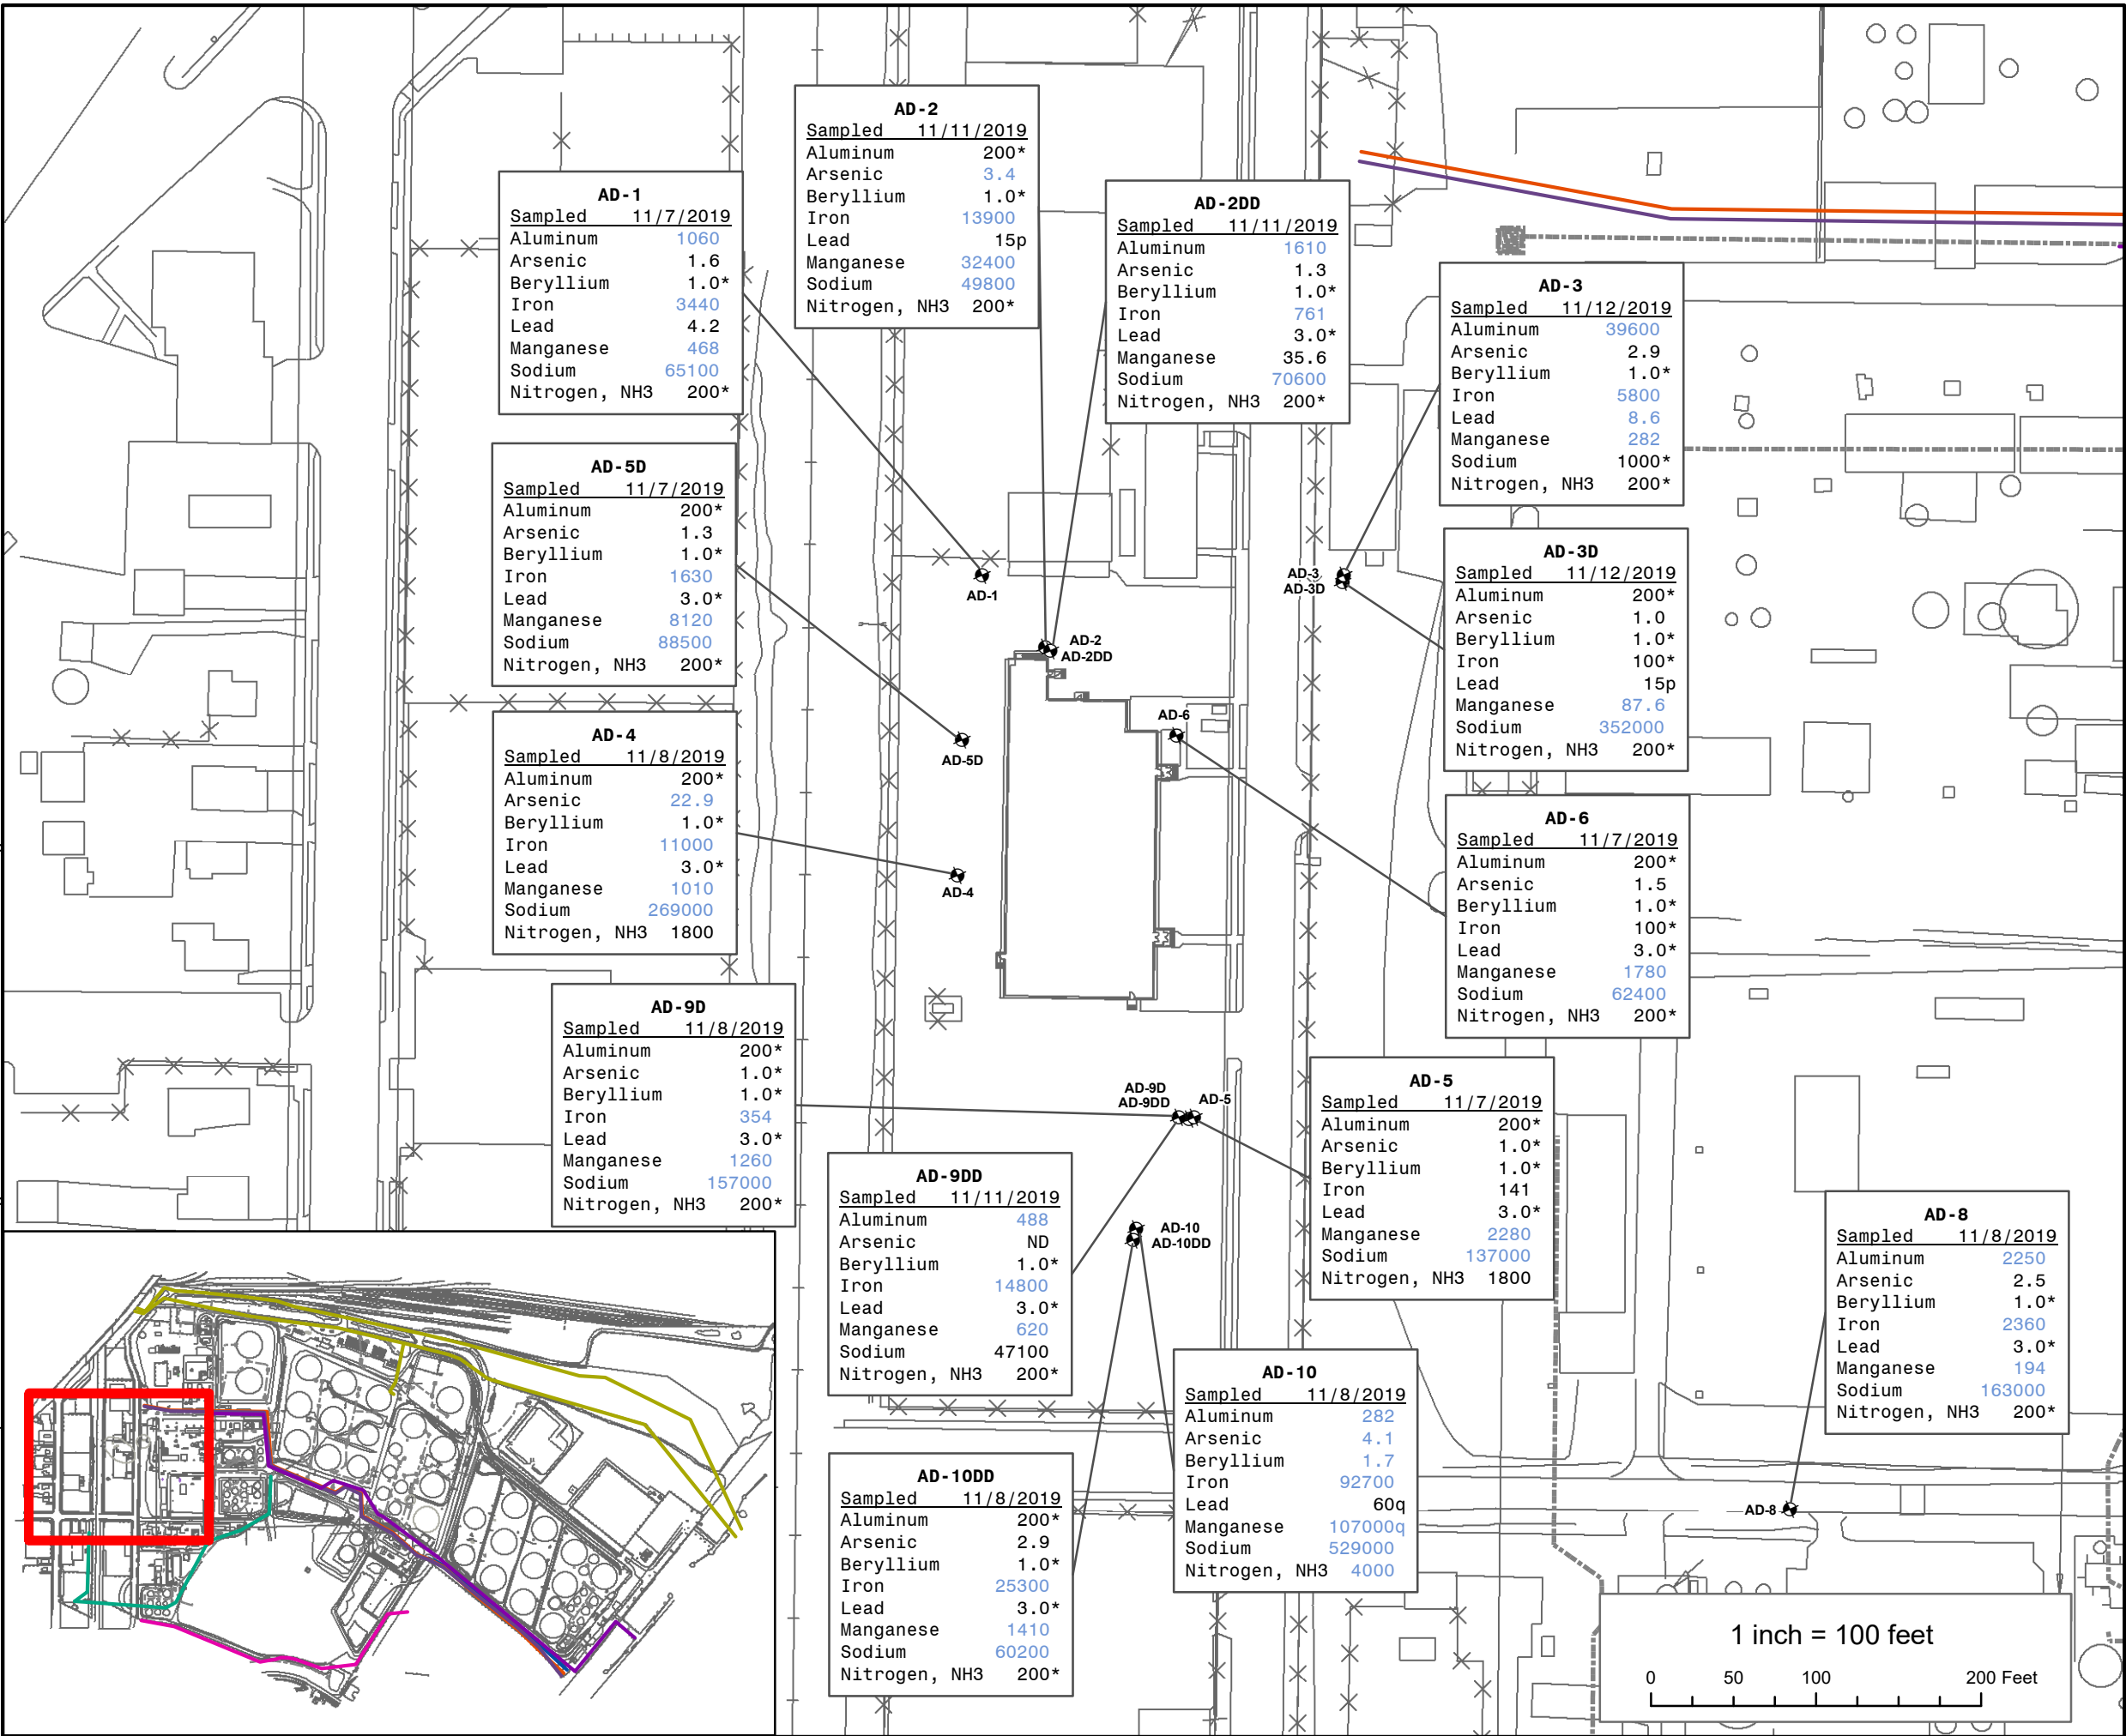 AD-2
Sampled 11/11/2019
Aluminum 200*
Arsenic 3.4
Beryllium 1.0*
Iron 13900
Lead 15p
Manganese 32400
Sodium 49800
Nitrogen, NH3 200*
AD-1
Sampled 11/7/2019
Aluminum 1060
Arsenic 1.6
Beryllium 1.0*
Iron 3440
Lead 4.2
Manganese 468
Sodium 65100
Nitrogen, NH3 200*
AD-2DD
Sampled 11/11/2019
Aluminum 1610
Arsenic 1.3
Beryllium 1.0*
Iron 761
Lead 3.0*
Manganese 35.6
Sodium 70600
Nitrogen, NH3 200*
AD-3
Sampled 11/12/2019
Aluminum 39600
Arsenic 2.9
Beryllium 1.0*
Iron 5800
Lead 8.6
Manganese 282
Sodium 1000*
Nitrogen, NH3 200*
AD-5D
Sampled 11/7/2019
Aluminum 200*
Arsenic 1.3
Beryllium 1.0*
Iron 1630
Lead 3.0*
Manganese 8120
Sodium 88500
Nitrogen, NH3 200*
AD-3D
Sampled 11/12/2019
Aluminum 200*
Arsenic 1.0
Beryllium 1.0*
Iron 100*
Lead 15p
Manganese 87.6
Sodium 352000
Nitrogen, NH3 200*
AD-1
AD-3
AD-3D
AD-2
AD-2DD
AD-6
AD-5D
AD-4
AD-4
Sampled 11/8/2019
Aluminum 200*
Arsenic 22.9
Beryllium 1.0*
Iron 11000
Lead 3.0*
Manganese 1010
Sodium 269000
Nitrogen, NH3 1800
AD-6
Sampled 11/7/2019
Aluminum 200*
Arsenic 1.5
Beryllium 1.0*
Iron 100*
Lead 3.0*
Manganese 1780
Sodium 62400
Nitrogen, NH3 200*
AD-9D
Sampled 11/8/2019
Aluminum 200*
Arsenic 1.0*
Beryllium 1.0*
Iron 354
Lead 3.0*
Manganese 1260
Sodium 157000
Nitrogen, NH3 200*
AD-9D
AD-9DD
AD-5
AD-5
Sampled 11/7/2019
Aluminum 200*
Arsenic 1.0*
Beryllium 1.0*
Iron 141
Lead 3.0*
Manganese 2280
Sodium 137000
Nitrogen, NH3 1800
AD-9DD
Sampled 11/11/2019
Aluminum 488
Arsenic ND
Beryllium 1.0*
Iron 14800
Lead 3.0*
Manganese 620
Sodium 47100
Nitrogen, NH3 200*
AD-10
AD-10DD
AD-8
Sampled 11/8/2019
Aluminum 2250
Arsenic 2.5
Beryllium 1.0*
Iron 2360
Lead 3.0*
Manganese 194
Sodium 163000
Nitrogen, NH3 200*
AD-10
Sampled 11/8/2019
Aluminum 282
Arsenic 4.1
Beryllium 1.7
Iron 92700
Lead 60q
Manganese 107000q
Sodium 529000
Nitrogen, NH3 4000
AD-10DD
Sampled 11/8/2019
Aluminum 200*
Arsenic 2.9
Beryllium 1.0*
Iron 25300
Lead 3.0*
Manganese 1410
Sodium 60200
Nitrogen, NH3 200*
AD-8
1 inch = 100 feet
0 50 100 200 Feet